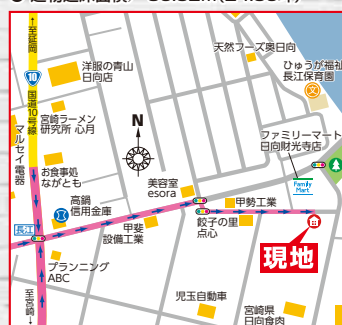 ↑至延岡
天然フーズ奥日向
洋服の青山
日向店
ひゅうが福祉
長江保育園
文
10
国道10号線
宮崎ラーメン
研究所 心月
マルセイ電器
N
ファミリーマート
日向財光寺店
お食事処
ながとも
美容室
esora
Family
Mart
高鍋
信用金庫
甲勢工業
長江
甲斐
設備工業
餃子の里
点心
現地
プランニング
ABC
至宮崎↓
児玉自動車
宮崎県
日向食肉